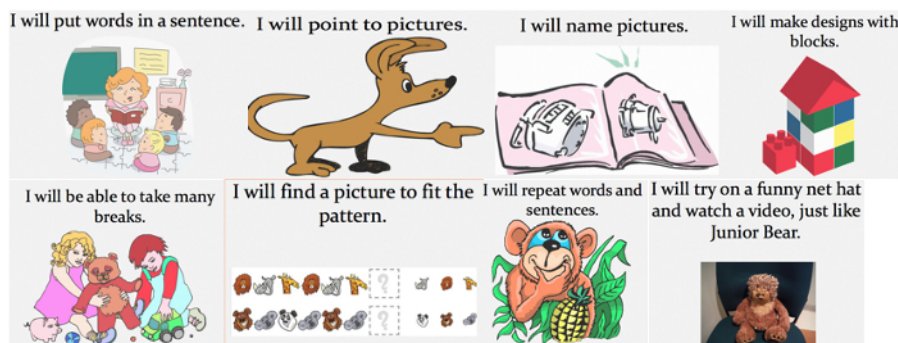 I will put words in a sentence.
I will point to pictures.
I will name pictures.
I will make designs with
blocks.
I will be able to take many
breaks.
I will find a picture to fit the
pattern.
I will repeat words and
sentences.
I will try on a funny net hat
and watch a video, just like
Junior Bear.
? 
?